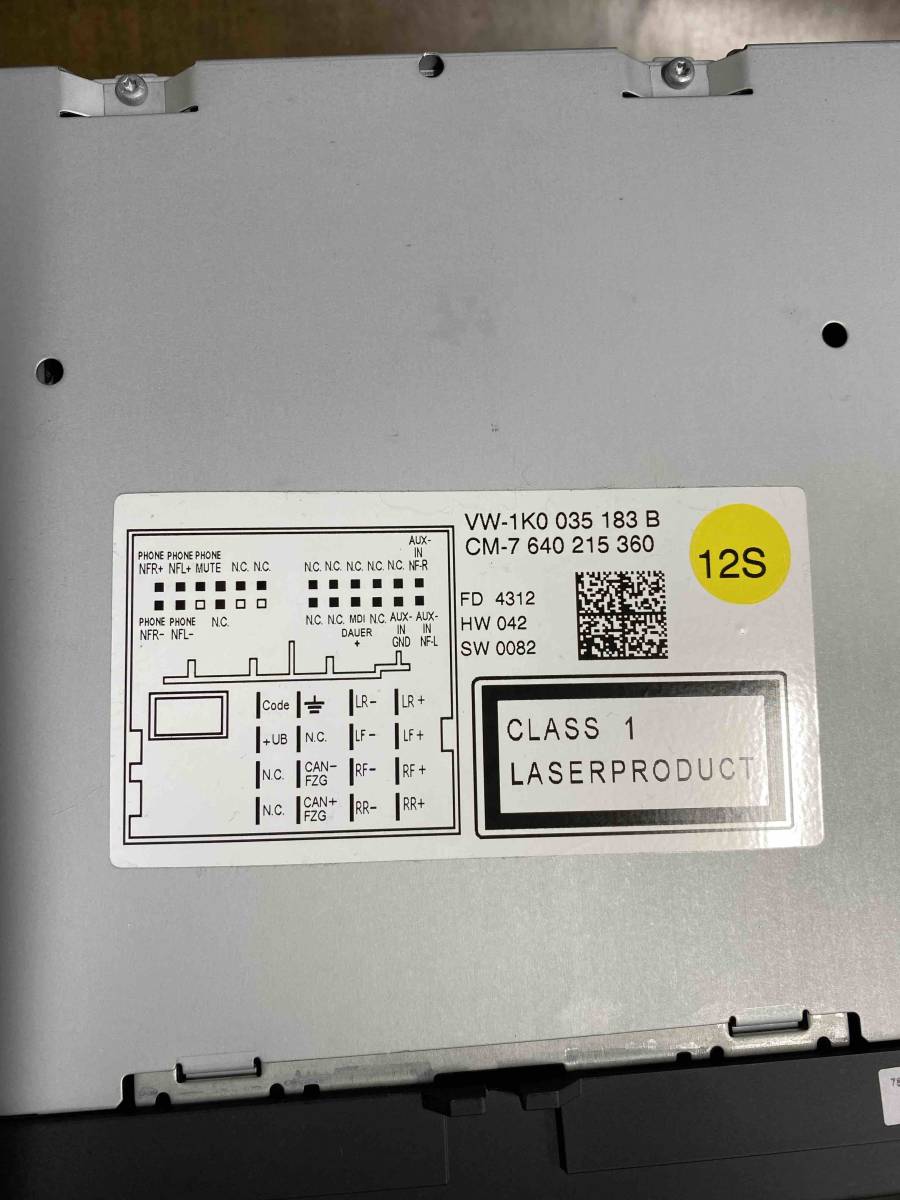 VW-1K0 035 183 B
CM-7 640 215 360
12S
FD 4312
HW 042
SW 0082
PHONE PHONE PHONE
NFR+ NFL+ MUTE N.C. N.C.
AUX-
IN
N.C. N.C. N.C. N.C. N.C. NF-R
PHONE PHONE N.C.
NFR- NFL-
N.C. N.C. MDI N.C. AUX- AUX-
DAUER IN IN
+ GND NF-L
Code LR- LR+
+UB N.C. LF- LF+
N.C. CAN- RF- RF+
FZG
N.C. CAN+ RR- RR+
FZG
CLASS 1
LASERPRODUCT